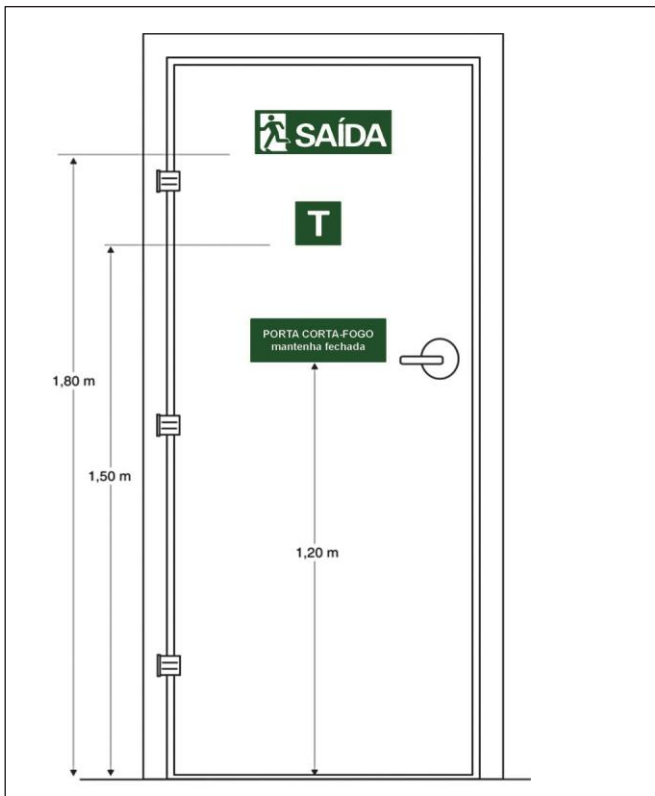 SAÍDA
T
PORTA CORTA-FOGO
mantenha fechada
1,80 m
1,50 m
1,20 m